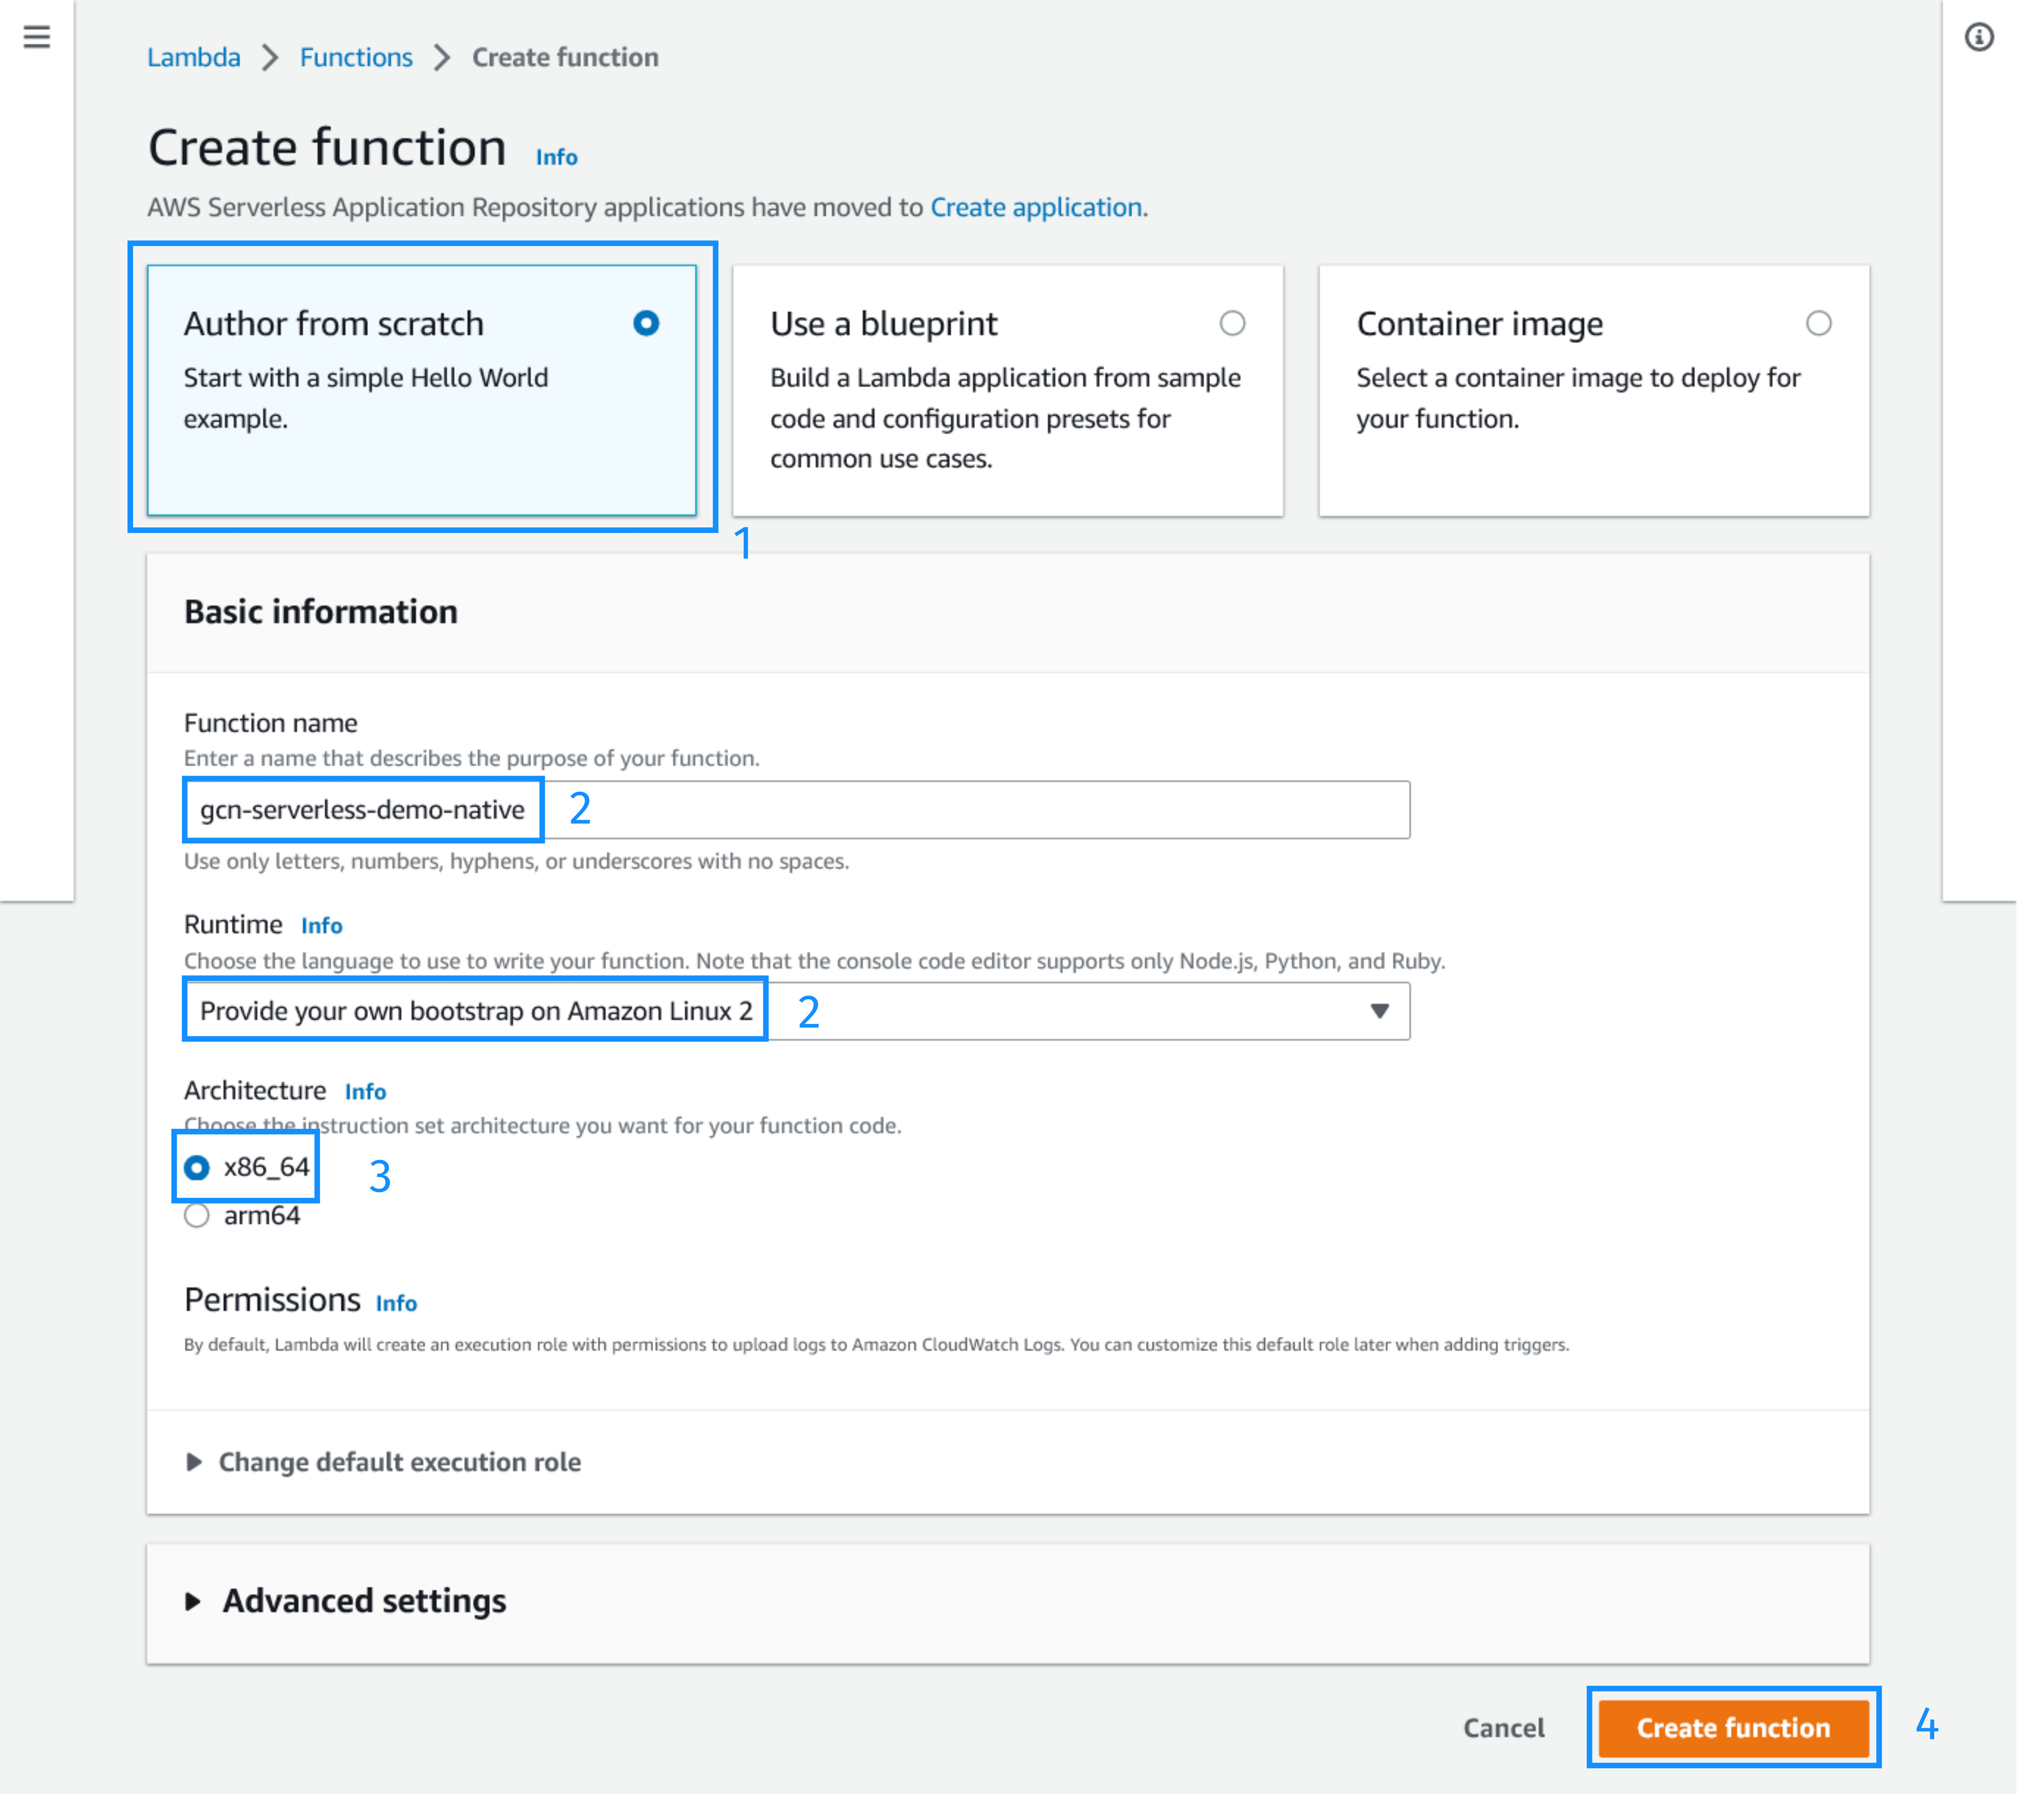 Lambda > Functions > Create function
Create function Info
AWS Serverless Application Repository applications have moved to Create application.
Author from scratch
Start with a simple Hello World
example.
1
Use a blueprint
Build a Lambda application from sample
code and configuration presets for
common use cases.
Container image
Select a container image to deploy for
your function.
Basic information
Function name
Enter a name that describes the purpose of your function.
gcn-serverless-demo-native 2
Use only letters, numbers, hyphens, or underscores with no spaces.
Runtime Info
Choose the language to use to write your function. Note that the console code editor supports only Node.js, Python, and Ruby.
Provide your own bootstrap on Amazon Linux 2 2
Architecture Info
Choose the instruction set architecture you want for your function code.
x86_64 3
arm64
Permissions Info
By default, Lambda will create an execution role with permissions to upload logs to Amazon CloudWatch Logs. You can customize this default role later when adding triggers.
Change default execution role
Advanced settings
Cancel Create function 4